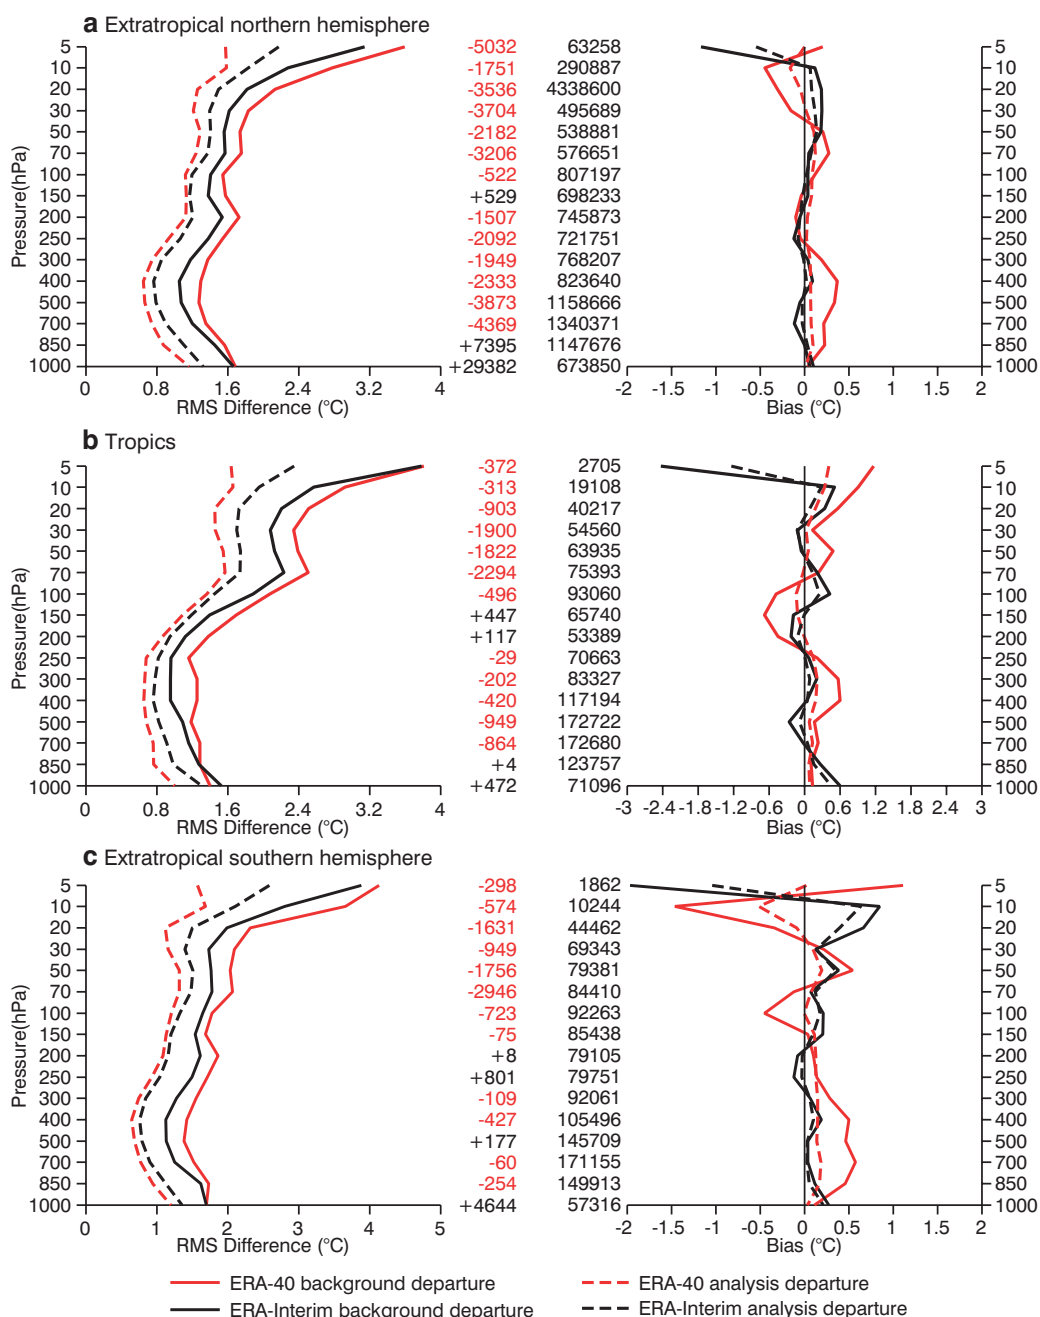 a Extratropical northern hemisphere
5 -5032 63258 5
10 -1751 290887 10
20 -3536 4338600 20
30 -3704 495689 30
50 -2182 538881 50
70 -3206 576651 70
100 -522 807197 100
150 +529 698233 150
200 -1507 745873 200
250 -2092 721751 250
300 -1949 768207 300
400 -2333 823640 400
500 -3873 1158666 500
700 -4369 1340371 700
850 +7395 1147676 850
1000 +29382 673850 1000
Pressure(hPa)
0 0.8 1.6 2.4 3.2 4 -2 -1.5 -1 -0.5 0 0.5 1 1.5 2
RMS Difference (°C) Bias (°C)
b Tropics
5 -372 2705 5
10 -313 19108 10
20 -903 40217 20
30 -1900 54560 30
50 -1822 63935 50
70 -2294 75393 70
100 -496 93060 100
150 +447 65740 150
200 +117 53389 200
250 -29 70663 250
300 -202 83327 300
400 -420 117194 400
500 -949 172722 500
700 -864 172680 700
850 +4 123757 850
1000 +472 71096 1000
Pressure(hPa)
0 0.8 1.6 2.4 3.2 4 -3 -2.4 -1.8 -1.2 -0.6 0 0.6 1.2 1.8 2.4 3
RMS Difference (°C) Bias (°C)
c Extratropical southern hemisphere
5 -298 1862 5
10 -574 10244 10
20 -1631 44462 20
30 -949 69343 30
50 -1756 79381 50
70 -2946 84410 70
100 -723 92263 100
150 -75 85438 150
200 +8 79105 200
250 +801 79751 250
300 -109 92061 300
400 -427 105496 400
500 +177 145709 500
700 -60 171155 700
850 -254 149913 850
1000 +4644 57316 1000
Pressure(hPa)
0 1 2 3 4 5 -2 -1.5 -1 -0.5 0 0.5 1 1.5 2
RMS Difference (°C) Bias (°C)
ERA-40 background departure ERA-40 analysis departure
ERA-Interim background departure ERA-Interim analysis departure